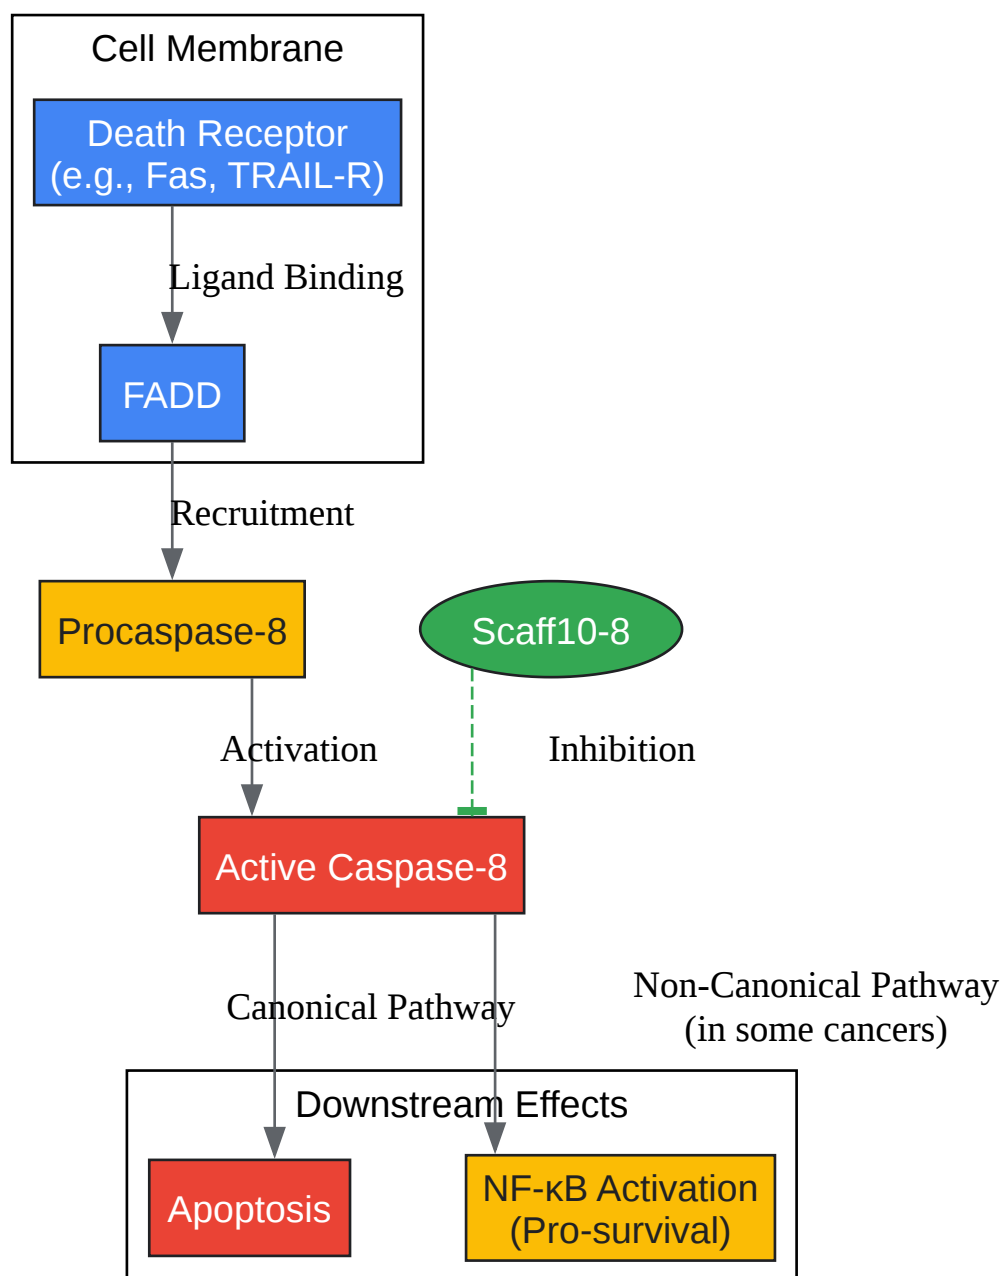 Cell Membrane
Death Receptor
(e.g., Fas, TRAIL-R)
Ligand Binding
FADD
Recruitment
Procaspase-8
Scaff10-8
Activation
Inhibition
Active Caspase-8
Canonical Pathway
Non-Canonical Pathway
(in some cancers)
Downstream Effects
Apoptosis
NF-κB Activation
(Pro-survival)